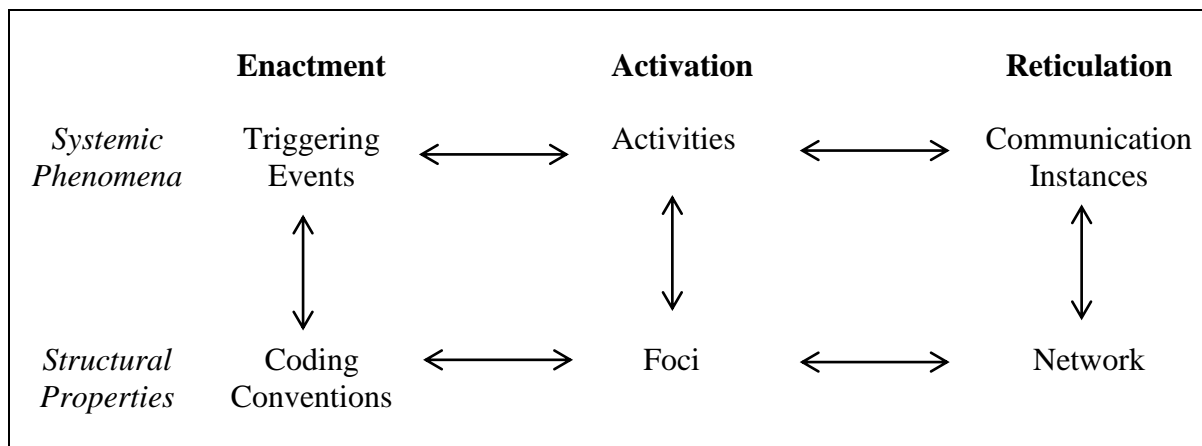 Enactment Activation Reticulation
Systemic Triggering Activities Communication
Phenomena Events Instances
Structural Coding Foci Network
Properties Conventions